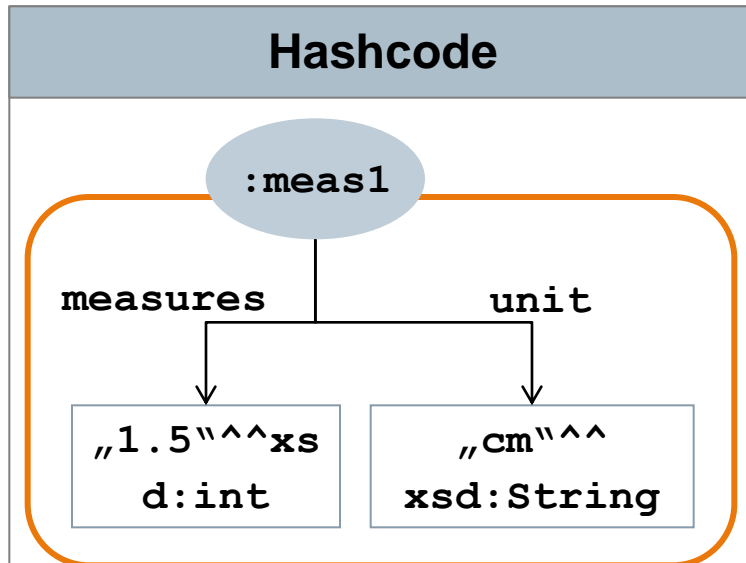 Hashcode
:meas1
measures
unit
„1.5“^^xs
d:int
„cm“^^
xsd:String